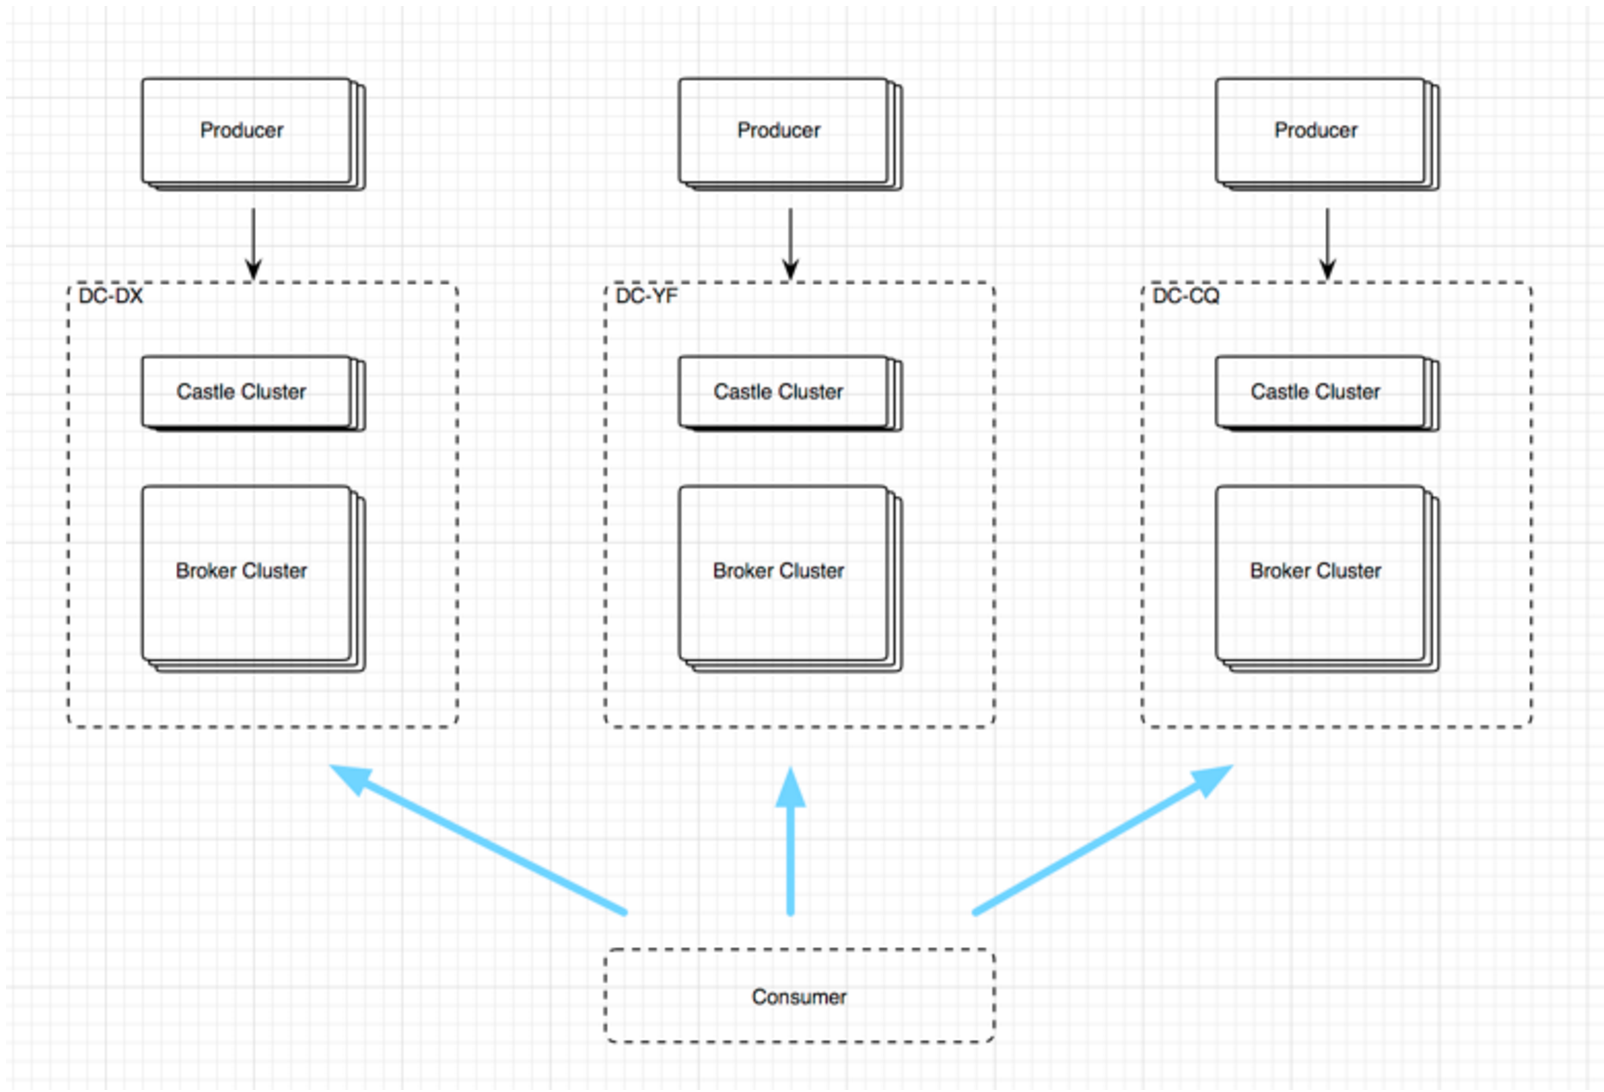 Producer
Producer
Producer
DC-DX
DC-YF
DC-CQ
Castle Cluster
Castle Cluster
Castle Cluster
Broker Cluster
Broker Cluster
Broker Cluster
Consumer